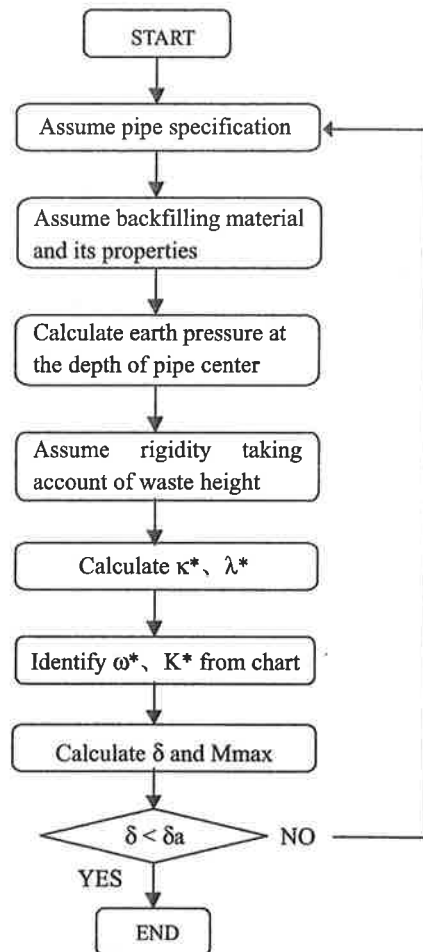 START
Assume pipe specification
Assume backfilling material
and its properties
Calculate earth pressure at
the depth of pipe center
Assume rigidity taking
account of waste height
Calculate κ*、λ*
Identify ω*、K* from chart
Calculate δ and Mmax
δ < δa
NO
YES
END